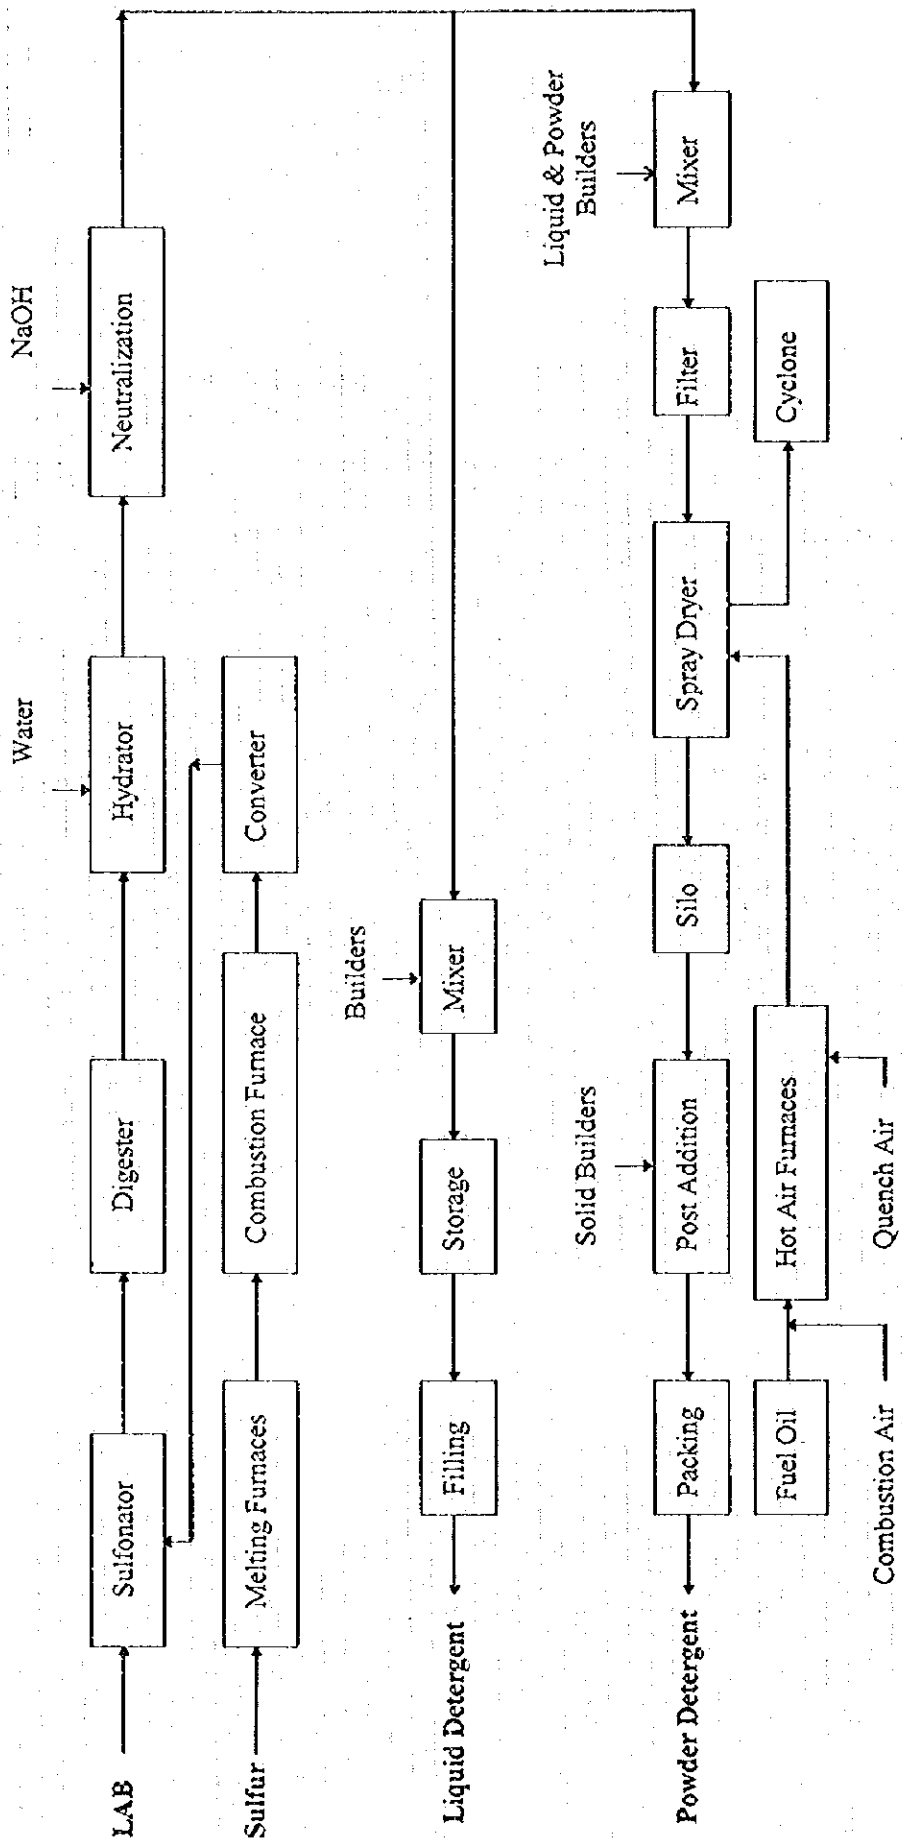 Water
NaOH
LAB
Sulfonator
Digester
Hydrator
Neutralization
Sulfur
Melting Furnaces
Combustion Furnace
Converter
Builders
Liquid Detergent
Filling
Storage
Mixer
Liquid & Powder
Builders
Solid Builders
Powder Detergent
Packing
Post Addition
Silo
Spray Dryer
Filter
Mixer
Fuel Oil
Hot Air Furnaces
Cyclone
Combustion Air
Quench Air